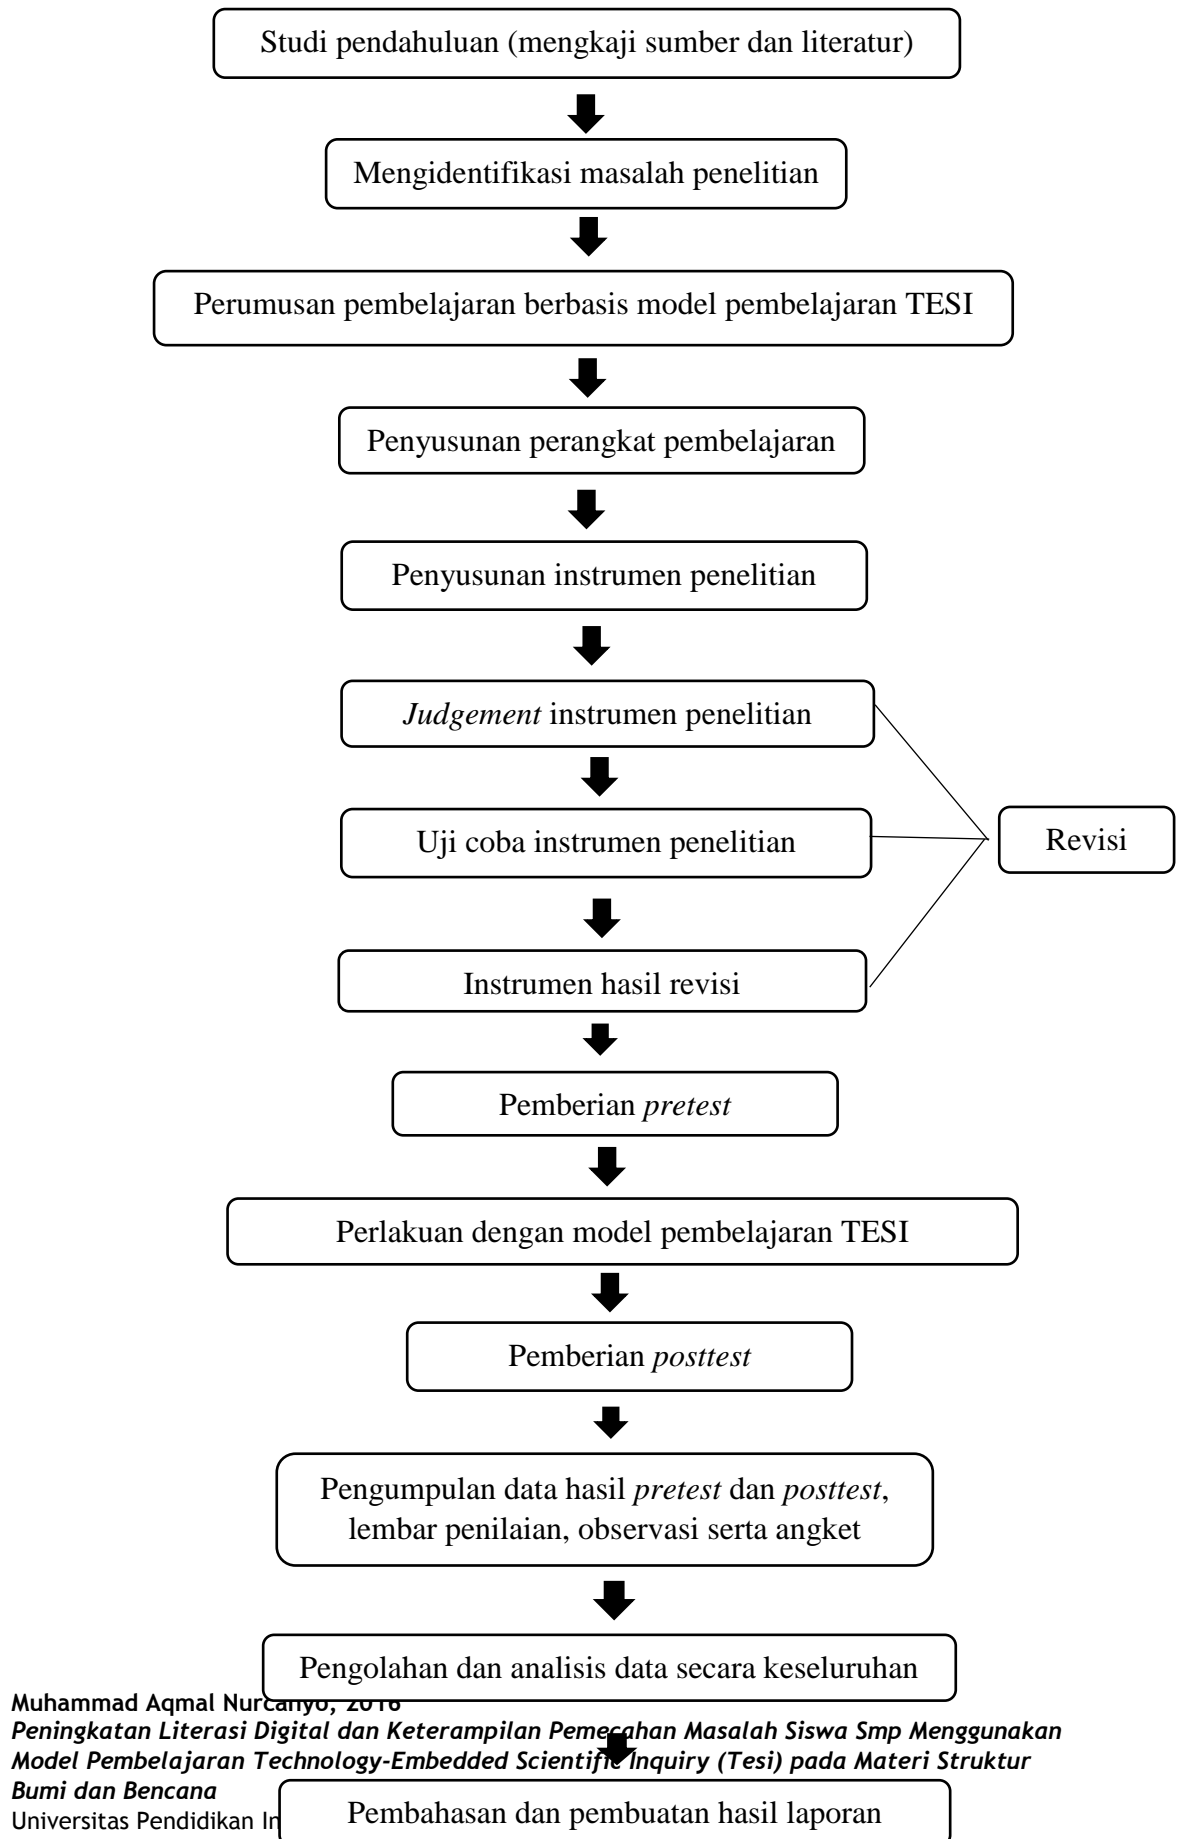 Studi pendahuluan (mengkaji sumber dan literatur)
Mengidentifikasi masalah penelitian
Perumusan pembelajaran berbasis model pembelajaran TESI
Penyusunan perangkat pembelajaran
Penyusunan instrumen penelitian
Judgement instrumen penelitian
Uji coba instrumen penelitian
Revisi
Instrumen hasil revisi
Pemberian pretest
Perlakuan dengan model pembelajaran TESI
Pemberian posttest
Pengumpulan data hasil pretest dan posttest,
lembar penilaian, observasi serta angket
Pengolahan dan analisis data secara keseluruhan
Muhammad Aqmal Nurcahyo, 2016
Peningkatan Literasi Digital dan Keterampilan Pemecahan Masalah Siswa Smp Menggunakan
Model Pembelajaran Technology-Embedded Scientific Inquiry (Tesi) pada Materi Struktur
Bumi dan Bencana
Universitas Pendidikan In
Pembahasan dan pembuatan hasil laporan